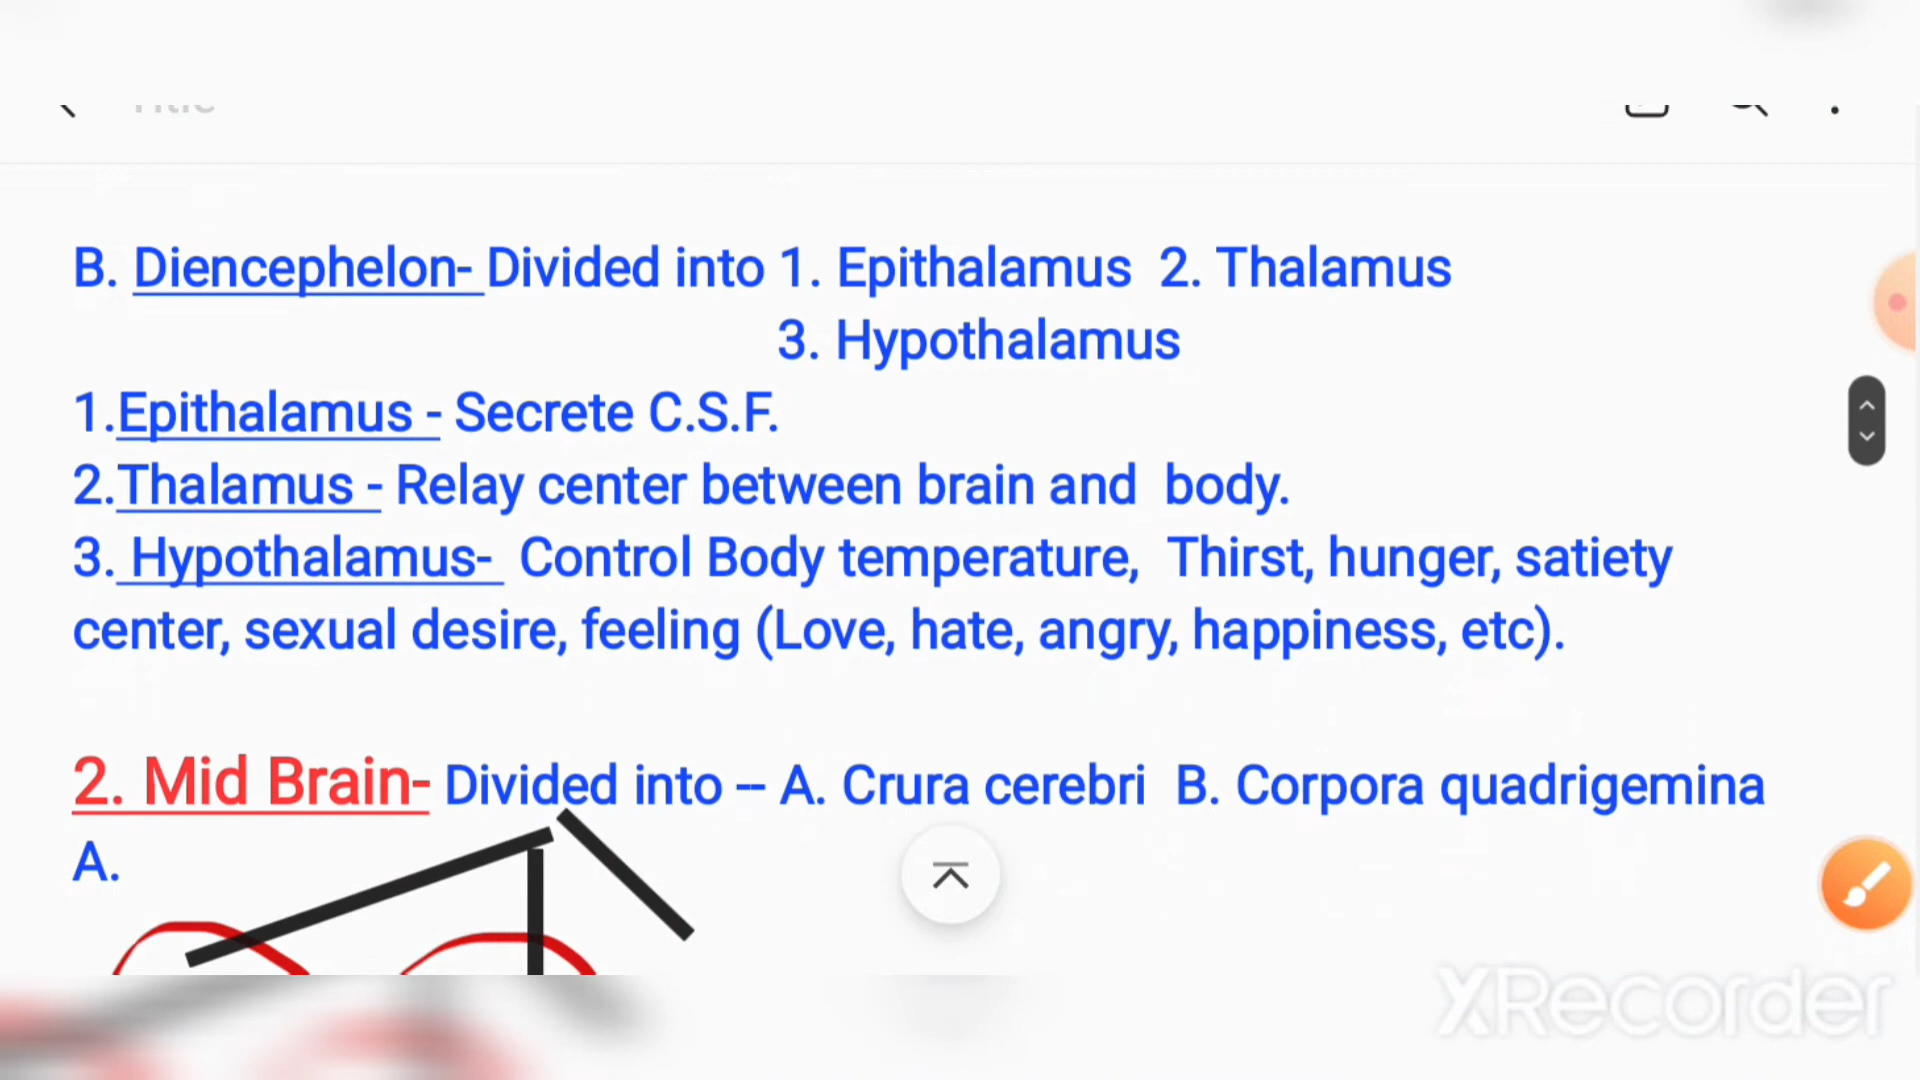 Title
B. Diencephelon- Divided into 1. Epithalamus 2. Thalamus
3. Hypothalamus
1.Epithalamus - Secrete C.S.F.
2.Thalamus - Relay center between brain and body.
3. Hypothalamus- Control Body temperature, Thirst, hunger, satiety
center, sexual desire, feeling (Love, hate, angry, happiness, etc).
2. Mid Brain- Divided into -- A. Crura cerebri B. Corpora quadrigemina
A.
XRecorder